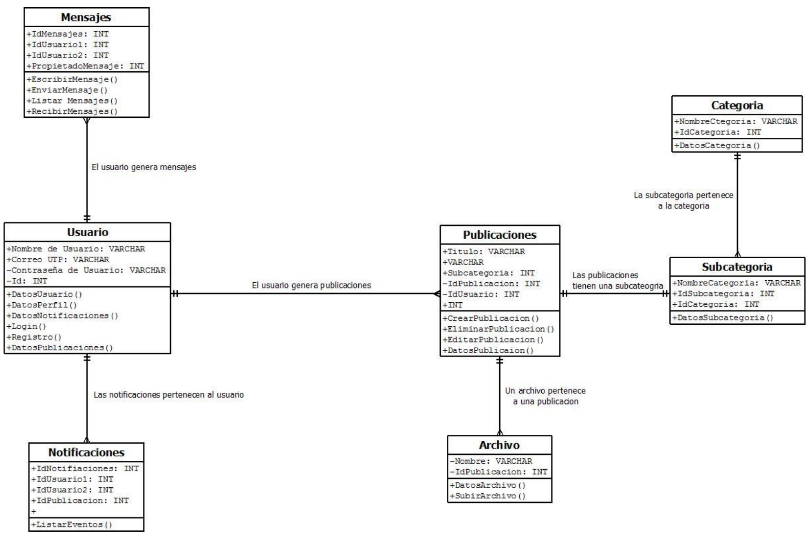 Mensajes
+IdMensajes: INT
+IdUsuario1: INT
+IdUsuario2: INT
+PropietadoMensaje: INT
+EscribirMensaje()
+EnviarMensaje()
+Listar Mensajes()
+RecibirMensajes()
El usuario genera mensajes
Usuario
+Nombre de Usuario: VARCHAR
+Correo UTP: VARCHAR
-Contraseña de Usuario: VARCHAR
-Id: INT
+DatosUsuario()
+DatosPerfil()
+DatosNotificaciones()
+Login()
+Registro()
+DatosPublicaciones()
Las notificaciones pertenecen al usuario
Notificaciones
+IdNotifiaciones: INT
+IdUsuario1: INT
+IdUsuario2: INT
+IdPublicacion: INT
+
+ListarEventos()
El usuario genera publicaciones
Publicaciones
+Titulo: VARCHAR
+VARCHAR
+Subcategoria: INT
-IdPublicacion: INT
-IdUsuario: INT
+INT
+CrearPublicacion()
+EliminarPublicacion()
+EditarPublicacion()
+DatosPublicaion()
Un archivo pertenece
a una publicacion
Archivo
-Nombre: VARCHAR
-IdPublicacion: INT
+DatosArchivo()
+SubirArchivo()
Las publicaciones
tienen una subcateogria
Categoria
+NombreCtegoria: VARCHAR
+IdCategoria: INT
+DatosCategoria()
La subcategoria pertenece
a la categoria
Subcategoria
+NombreCategoria: VARCHAR
+IdSubcategoria: INT
+IdCategoria: INT
+DatosSubcategoria()